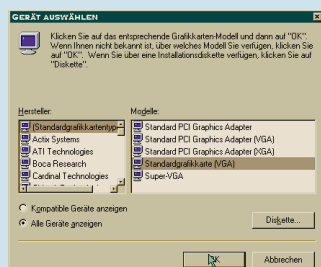 GERÄT AUSWÄHLEN
Klicken Sie auf das entsprechende Grafikkarten-Modell und dann auf "OK".
Wenn Ihnen nicht bekannt ist, über welches Modell Sie verfügen, klicken Sie
auf "OK". Wenn Sie über eine Installationsdiskette verfügen, klicken Sie auf
"Diskette".
Hersteller:
(Standardgrafikkartentyp
Actix Systems
ATI Technologies
Boca Research
Cardinal Technologies
Modelle:
Standard PCI Graphics Adapter
Standard PCI Graphics Adapter (VGA)
Standard PCI Graphics Adapter (XGA)
Standardgrafikkarte (VGA)
Super-VGA
Kompatible Geräte anzeigen
Alle Geräte anzeigen
Diskette...
OK
Abbrechen